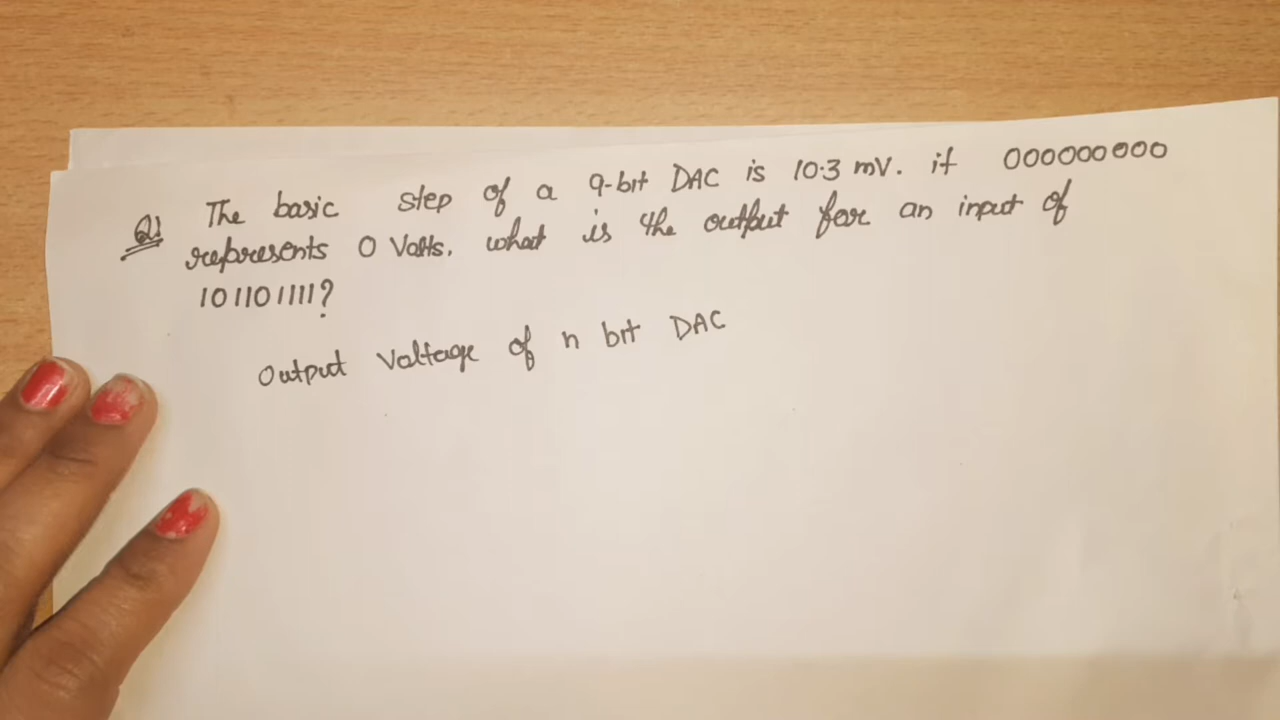 Q1 The basic step of a 9-bit DAC is 10.3 mV. if 000000000
represents 0 Volts. what is the output for an input of
101101111?
Output Voltage of n bit DAC